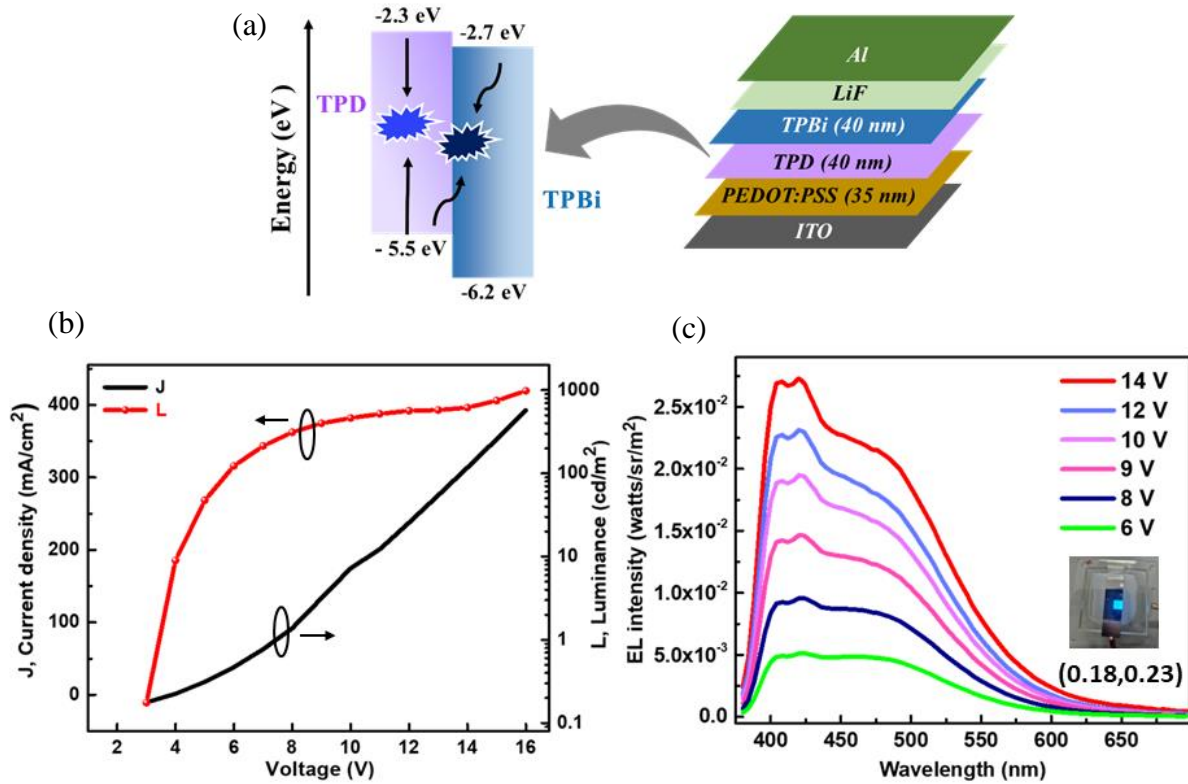 (a)
Energy (eV)
-2.3 eV
-2.7 eV
TPD
TPBi
- 5.5 eV
-6.2 eV
Al
LiF
TPBi (40 nm)
TPD (40 nm)
PEDOT:PSS (35 nm)
ITO
(b)
J
L
J, Current density (mA/cm²)
400
300
200
100
0
2 4 6 8 10 12 14 16
Voltage (V)
1000
100
10
1
0.1
L, Luminance (cd/m²)
(c)
EL intensity (watts/sr/m²)
2.5x10⁻²
2.0x10⁻²
1.5x10⁻²
1.0x10⁻²
5.0x10⁻³
0.0
400 450 500 550 600 650
Wavelength (nm)
14 V
12 V
10 V
9 V
8 V
6 V
(0.18,0.23)